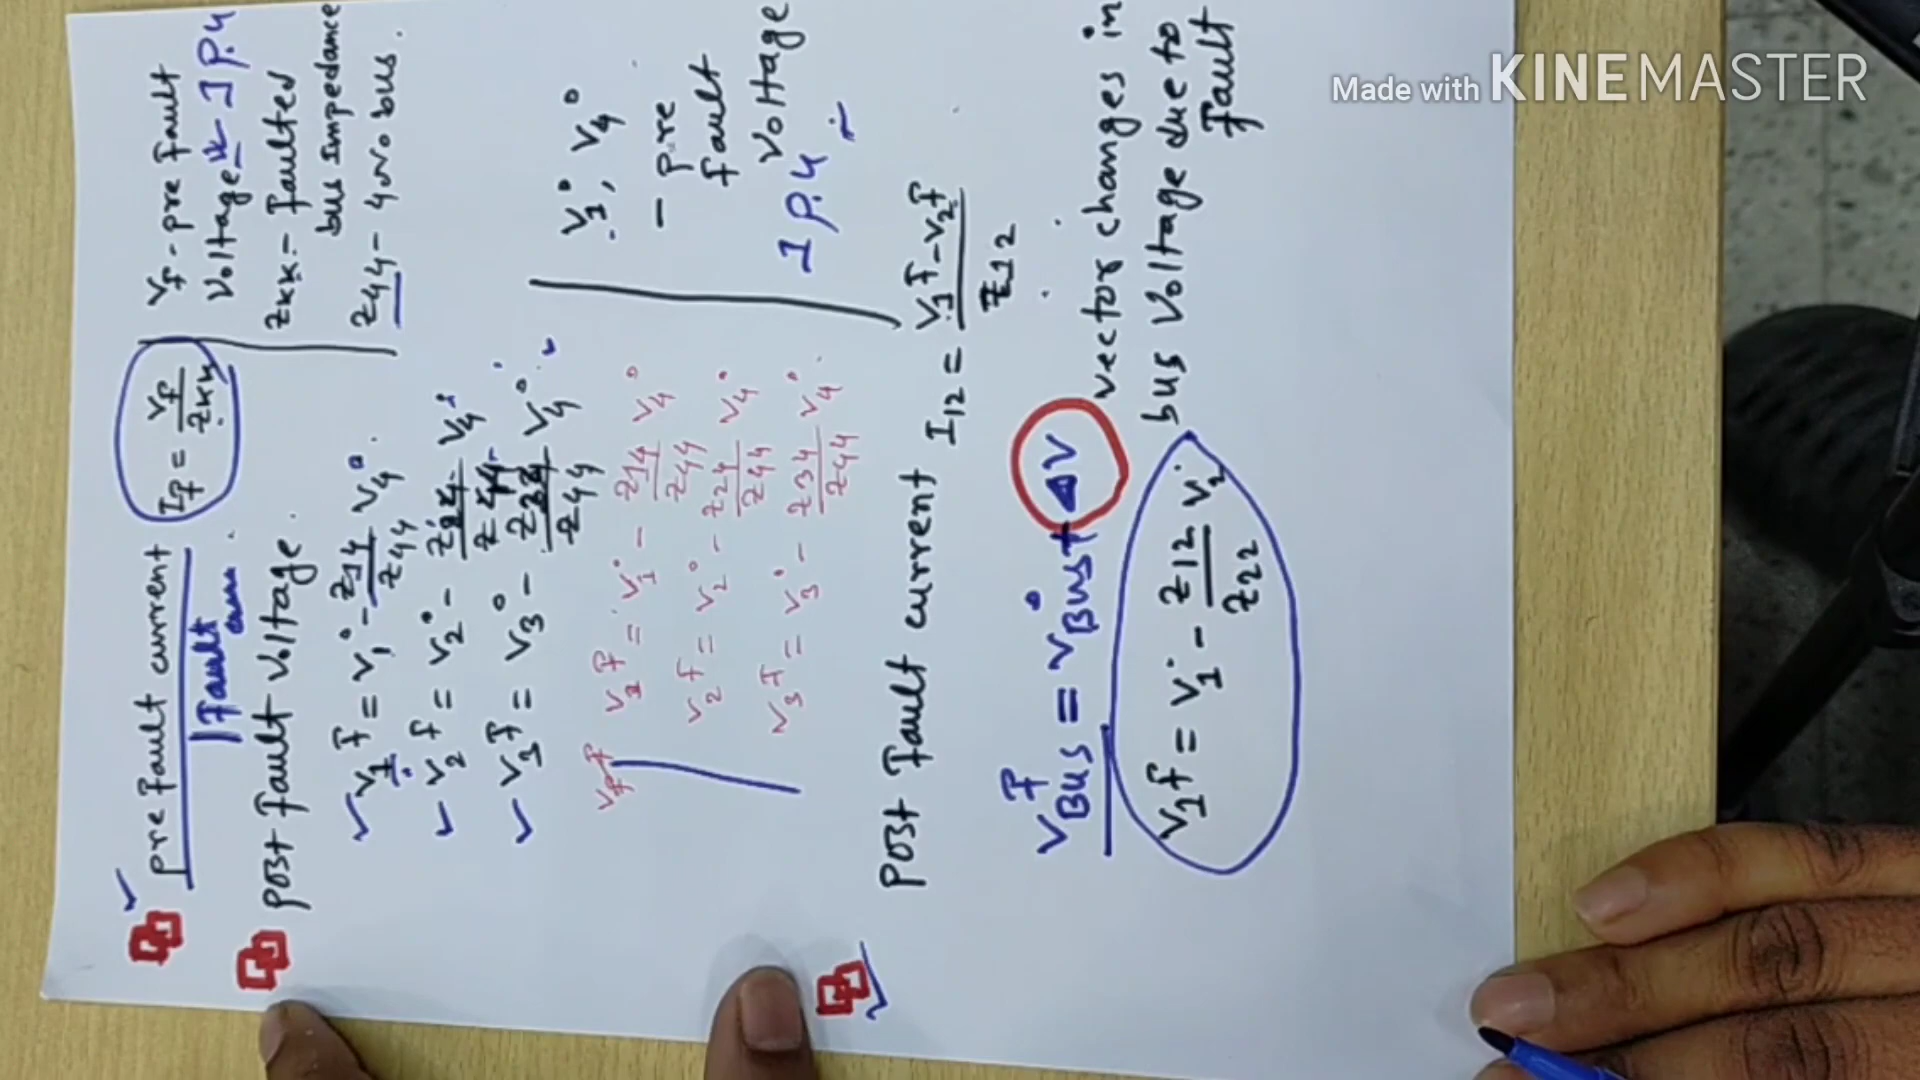 Made with KINEMASTER
pre fault current If = Vf / Zkk
Fault
Vf - pre fault
Voltage - 1 P.u
Zkk - faulted
bus impedance
Z44 - 4 no bus.
post fault voltage.
V1f = V1° - Z14/Z44 V4°.
V2f = V2° - Z24/Z44 V4°
V3f = V3° - Z34/Z44 V4°.
V1°, V4°
- pre
fault
voltage
1 P.u
V1f = V1° - Z14/Z44 V4°
V2f = V2° - Z24/Z44 V4°
V3f = V3° - Z34/Z44 V4°.
post fault current I12 = V1f - V2f / Z12
VfBus = V°Bus + ΔV
vector changes in
bus voltage due to
fault
V1f = V1° - Z12/Z22 V2°